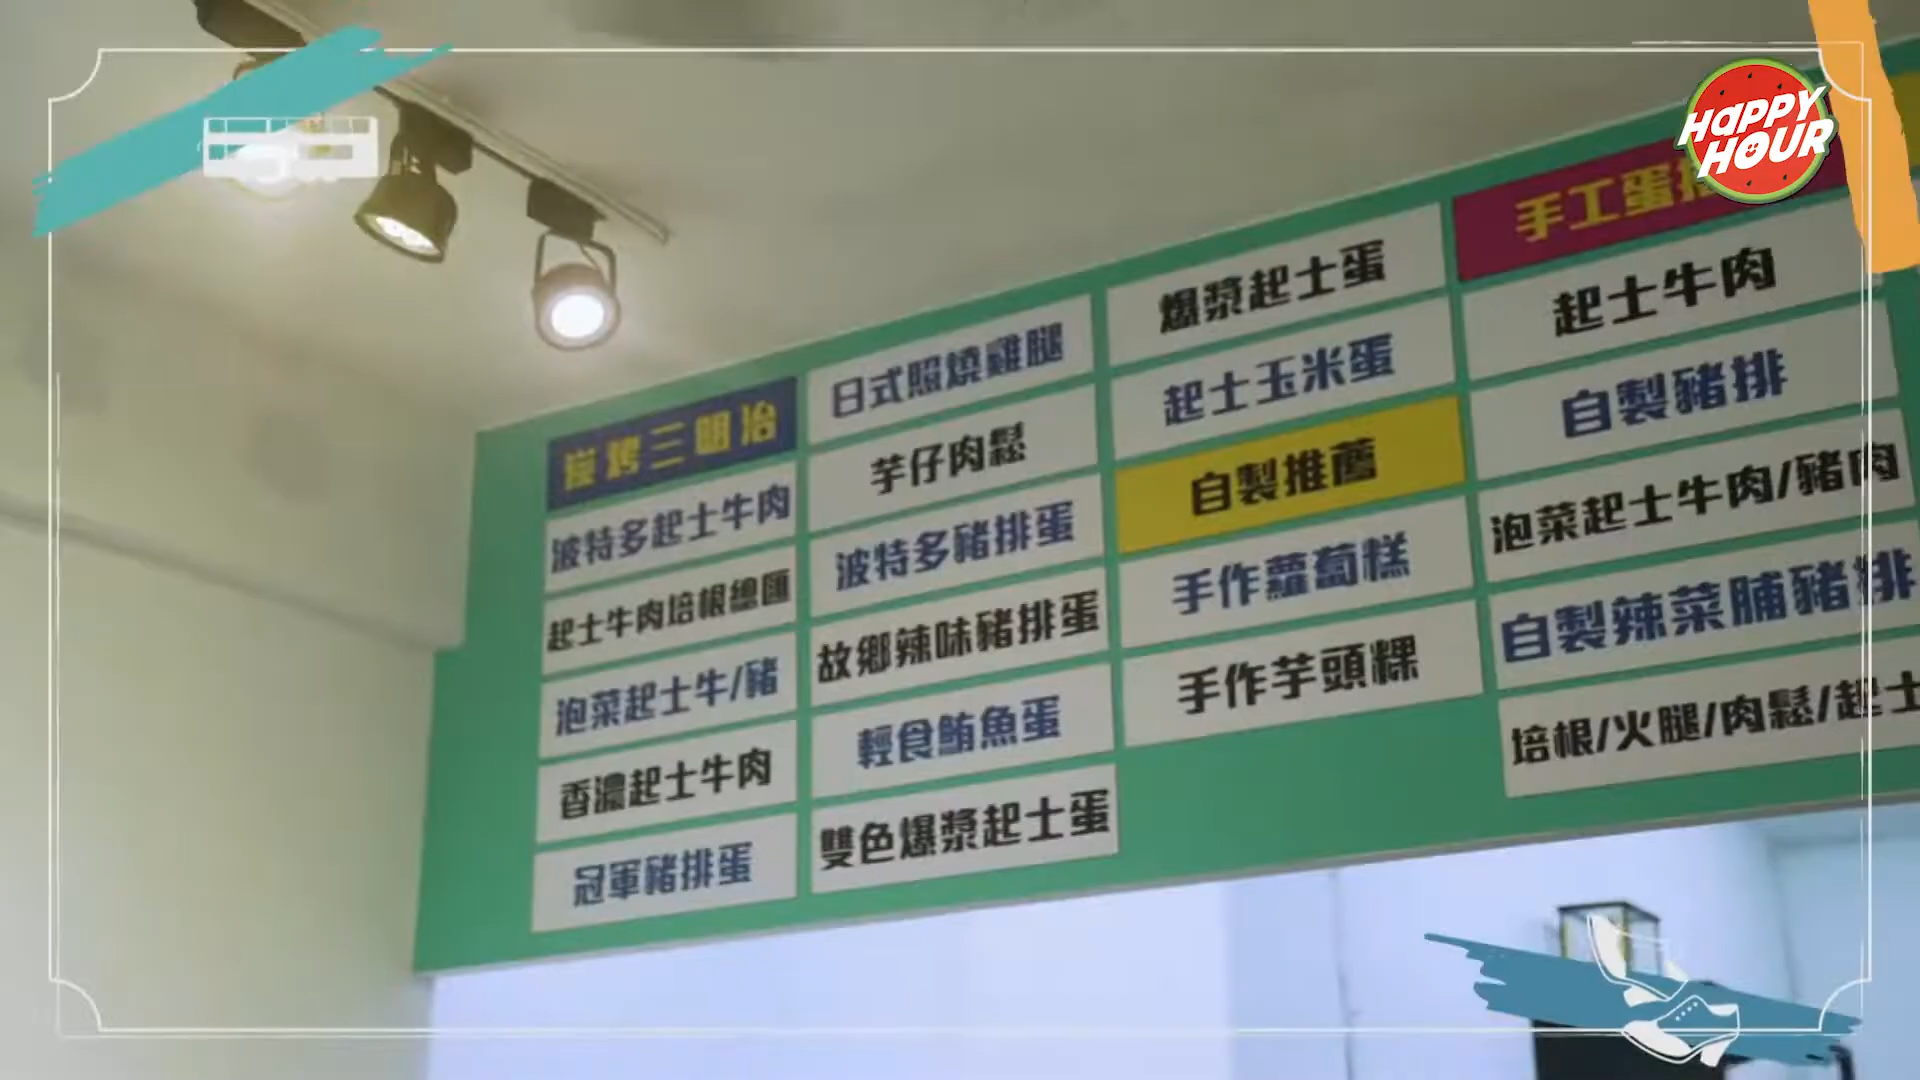 HAPPY
HOUR
炭烤三明治
波特多起士牛肉
起士牛肉培根總匯
泡菜起士牛/豬
香濃起士牛肉
冠軍豬排蛋
日式照燒雞腿
芋仔肉鬆
波特多豬排蛋
故鄉辣味豬排蛋
輕食鮪魚蛋
雙色爆漿起士蛋
爆漿起士蛋
起士玉米蛋
自製推薦
手作蘿蔔糕
手作芋頭粿
手工蛋
起士牛肉
自製豬排
泡菜起士牛肉/豬肉
自製辣菜脯豬排
培根/火腿/肉鬆/起士